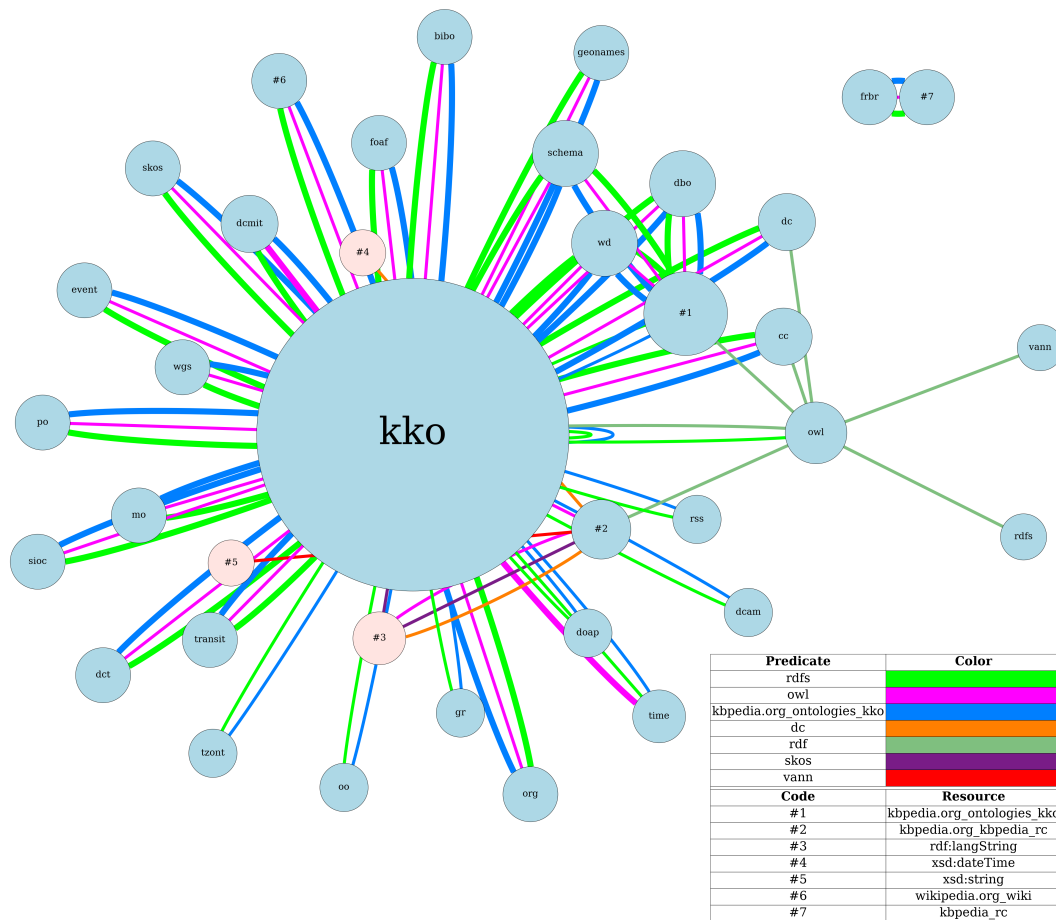 bibo
geonames
#6
frbr
#7
foaf
schema
skos
dbo
dcmit
dc
wd
#4
event
#1
cc
vann
wgs
po
kko
owl
mo
rss
#2
rdfs
sioc
#5
dcam
doap
#3
transit
dct
gr
time
tzont
oo
org
Predicate Color
rdfs
owl
kbpedia.org_ontologies_kko
dc
rdf
skos
vann
Code Resource
#1 kbpedia.org_ontologies_kko
#2 kbpedia.org_kbpedia_rc
#3 rdf:langString
#4 xsd:dateTime
#5 xsd:string
#6 wikipedia.org_wiki
#7 kbpedia_rc